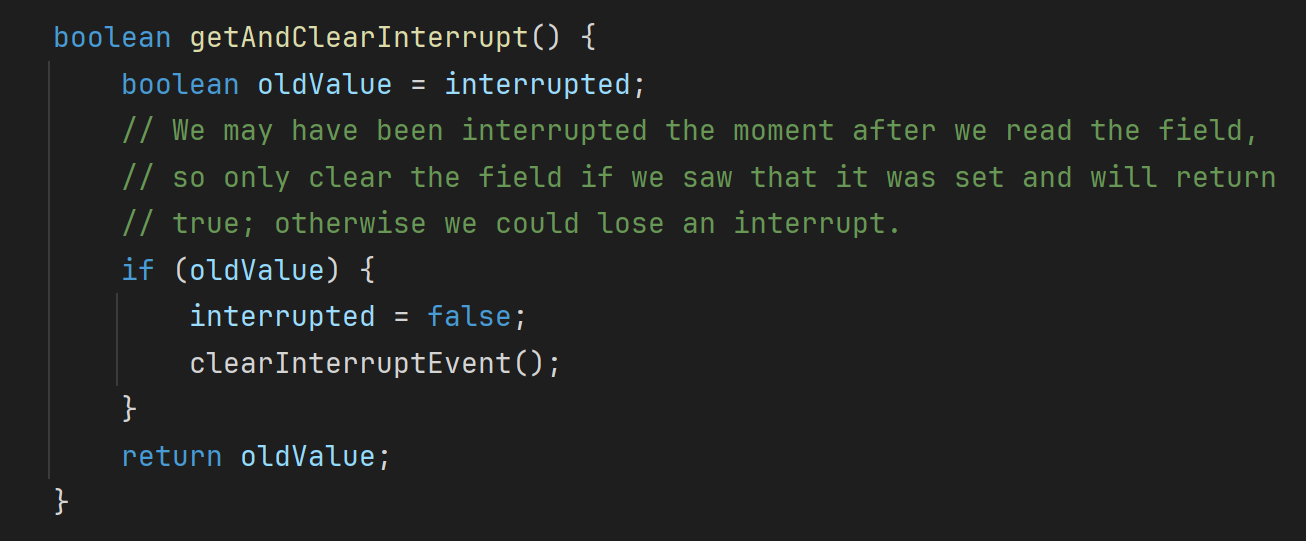 boolean getAndClearInterrupt() {
    boolean oldValue = interrupted;
    // We may have been interrupted the moment after we read the field,
    // so only clear the field if we saw that it was set and will return
    // true; otherwise we could lose an interrupt.
    if (oldValue) {
        interrupted = false;
        clearInterruptEvent();
    }
    return oldValue;
}